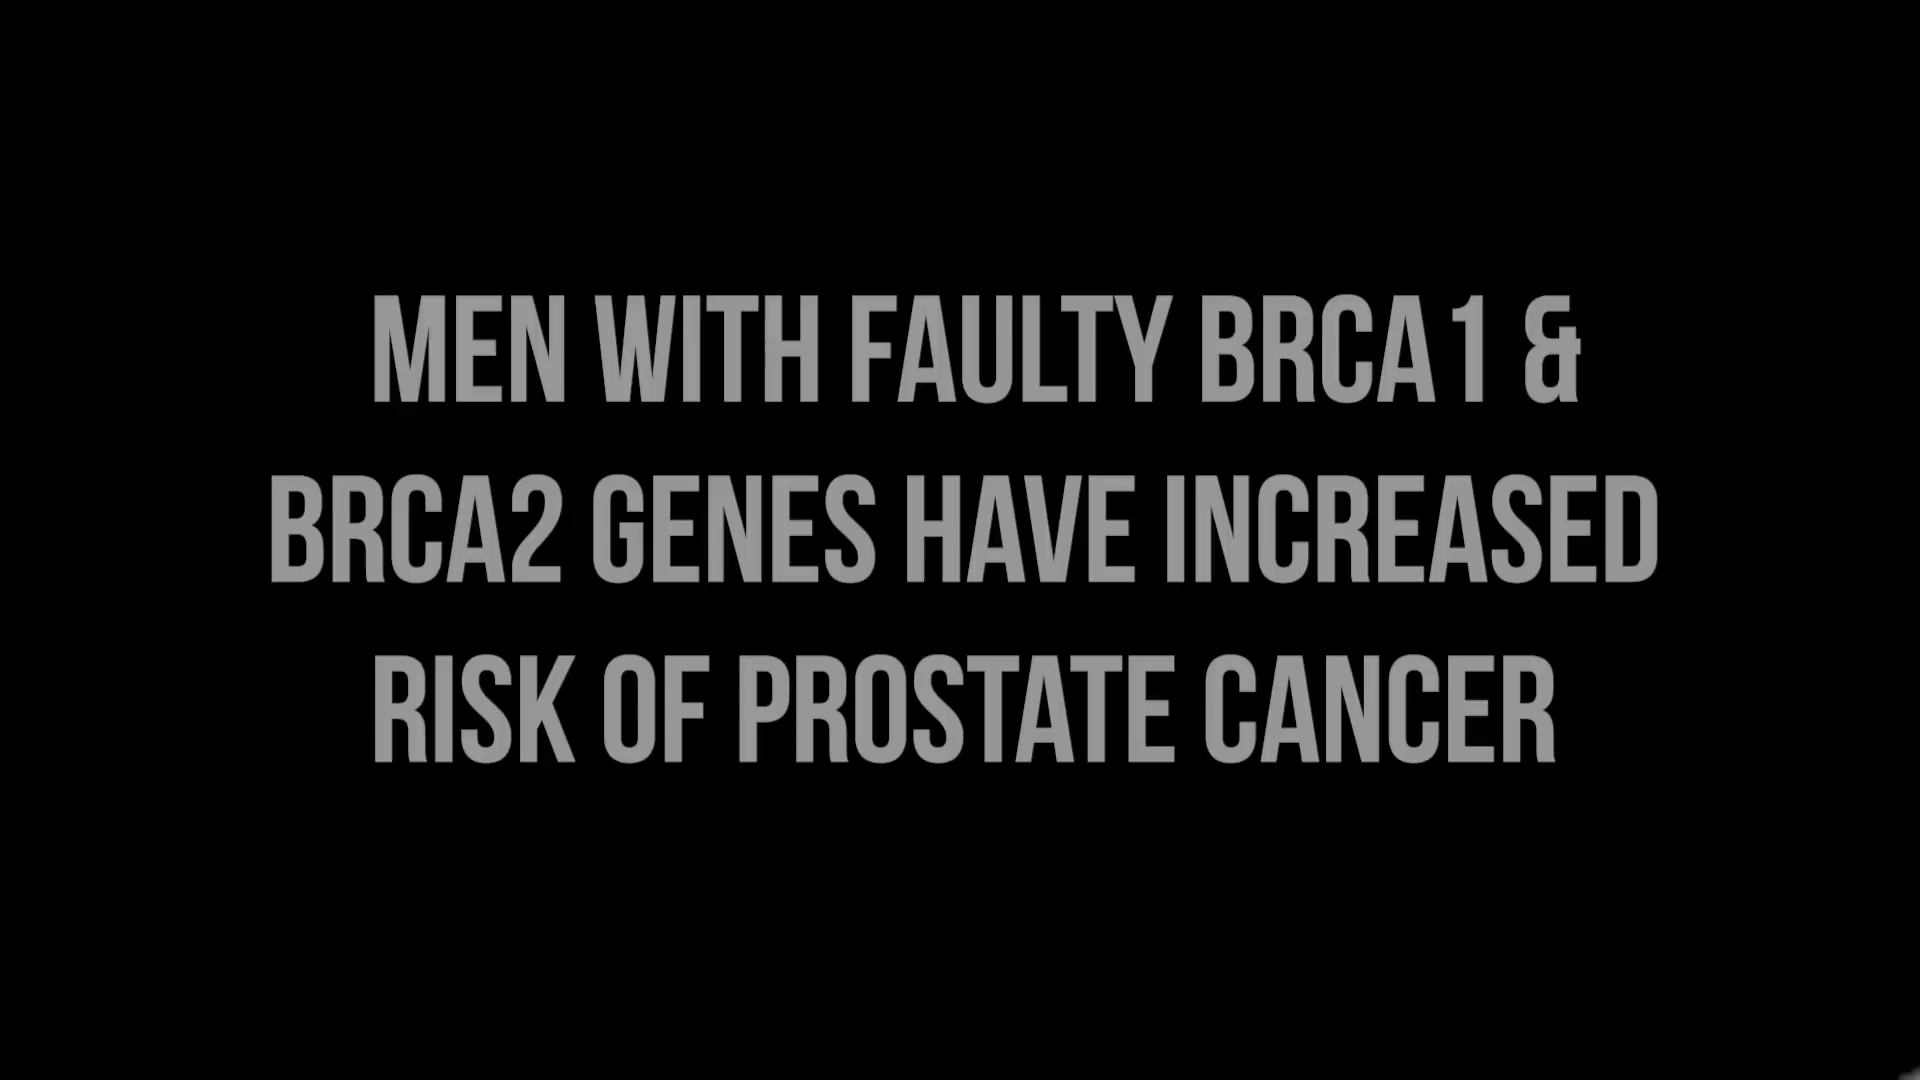 MEN WITH FAULTY BRCA1 &
BRCA2 GENES HAVE INCREASED
RISK OF PROSTATE CANCER